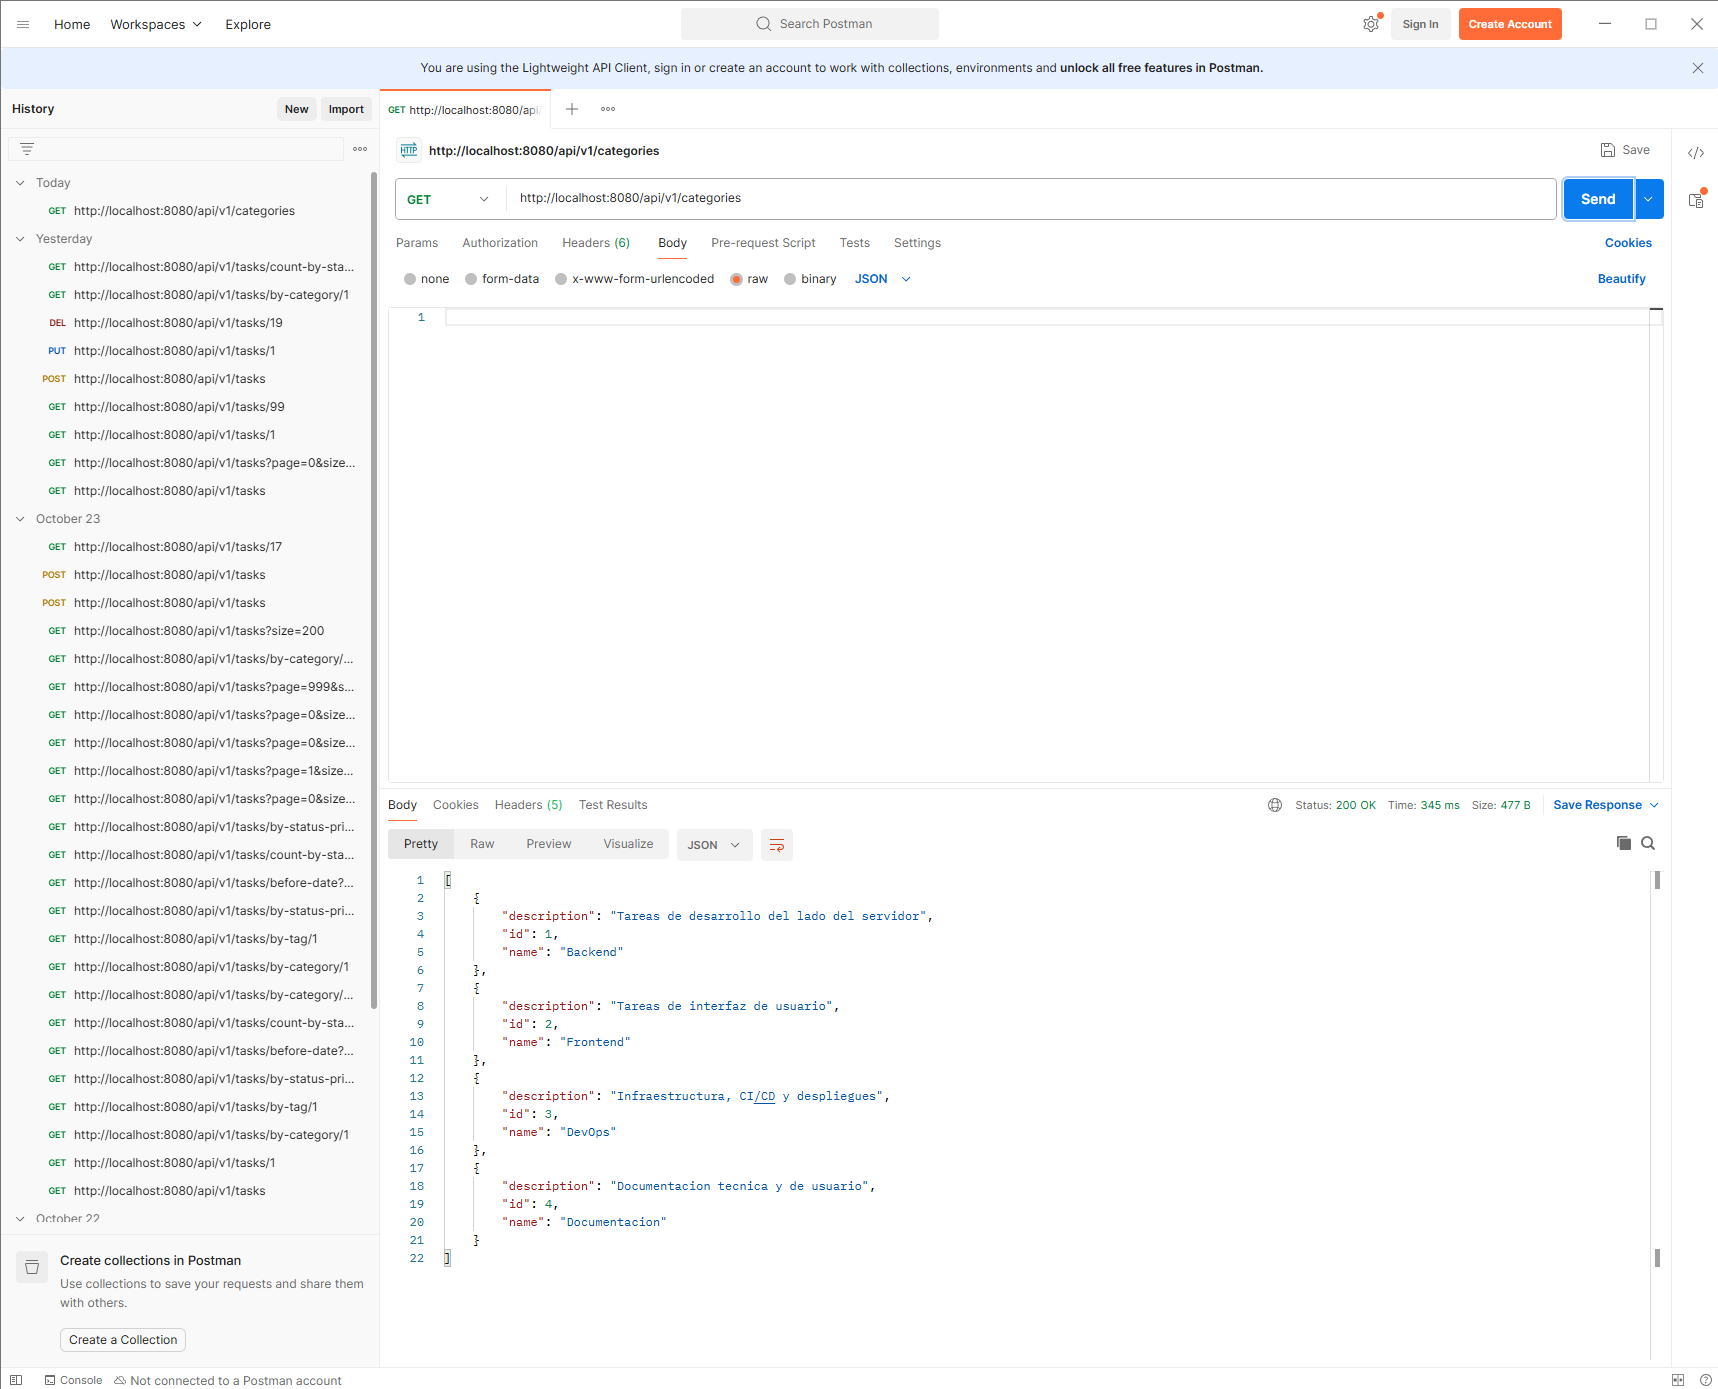 Home Workspaces Explore Search Postman Sign In Create Account
You are using the Lightweight API Client, sign in or create an account to work with collections, environments and unlock all free features in Postman.
History New Import
Today
GET http://localhost:8080/api/v1/categories
Yesterday
GET http://localhost:8080/api/v1/tasks/count-by-sta...
GET http://localhost:8080/api/v1/tasks/by-category/1
DEL http://localhost:8080/api/v1/tasks/19
PUT http://localhost:8080/api/v1/tasks/1
POST http://localhost:8080/api/v1/tasks
GET http://localhost:8080/api/v1/tasks/99
GET http://localhost:8080/api/v1/tasks/1
GET http://localhost:8080/api/v1/tasks?page=0&size...
GET http://localhost:8080/api/v1/tasks
October 23
GET http://localhost:8080/api/v1/tasks/17
POST http://localhost:8080/api/v1/tasks
POST http://localhost:8080/api/v1/tasks
GET http://localhost:8080/api/v1/tasks?size=200
GET http://localhost:8080/api/v1/tasks/by-category/...
GET http://localhost:8080/api/v1/tasks?page=999&s...
GET http://localhost:8080/api/v1/tasks?page=0&size...
GET http://localhost:8080/api/v1/tasks?page=0&size...
GET http://localhost:8080/api/v1/tasks?page=1&size...
GET http://localhost:8080/api/v1/tasks?page=0&size...
GET http://localhost:8080/api/v1/tasks/by-status-pri...
GET http://localhost:8080/api/v1/tasks/count-by-sta...
GET http://localhost:8080/api/v1/tasks/before-date?...
GET http://localhost:8080/api/v1/tasks/by-status-pri...
GET http://localhost:8080/api/v1/tasks/by-tag/1
GET http://localhost:8080/api/v1/tasks/by-category/1
GET http://localhost:8080/api/v1/tasks/by-category/...
GET http://localhost:8080/api/v1/tasks/count-by-sta...
GET http://localhost:8080/api/v1/tasks/before-date?...
GET http://localhost:8080/api/v1/tasks/by-status-pri...
GET http://localhost:8080/api/v1/tasks/by-tag/1
GET http://localhost:8080/api/v1/tasks/by-category/1
GET http://localhost:8080/api/v1/tasks/1
GET http://localhost:8080/api/v1/tasks
October 22
Create collections in Postman
Use collections to save your requests and share them
with others.
Create a Collection
GET http://localhost:8080/api/
HTTP http://localhost:8080/api/v1/categories Save
GET http://localhost:8080/api/v1/categories Send
Params Authorization Headers (6) Body Pre-request Script Tests Settings Cookies
none form-data x-www-form-urlencoded raw binary JSON Beautify
1
Body Cookies Headers (5) Test Results Status: 200 OK Time: 345 ms Size: 477 B Save Response
Pretty Raw Preview Visualize JSON
1 [
2 {
3 "description": "Tareas de desarrollo del lado del servidor",
4 "id": 1,
5 "name": "Backend"
6 },
7 {
8 "description": "Tareas de interfaz de usuario",
9 "id": 2,
10 "name": "Frontend"
11 },
12 {
13 "description": "Infraestructura, CI/CD y despliegues",
14 "id": 3,
15 "name": "DevOps"
16 },
17 {
18 "description": "Documentacion tecnica y de usuario",
19 "id": 4,
20 "name": "Documentacion"
21 }
22 ]
Console Not connected to a Postman account